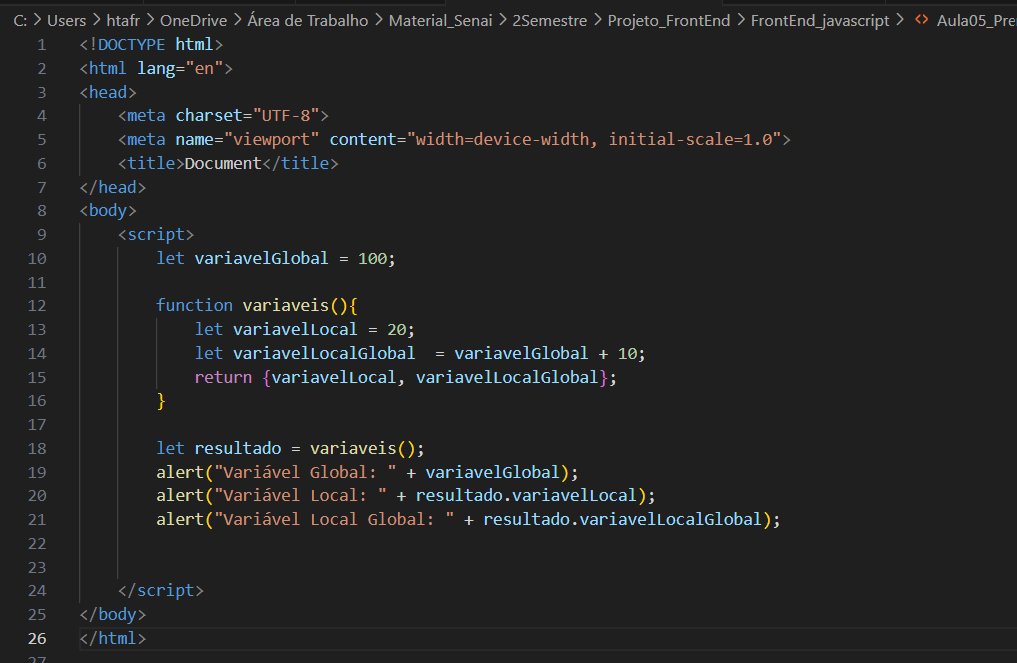 C: > Users > htafr > OneDrive > Área de Trabalho > Material_Senai > 2Semestre > Projeto_FrontEnd > FrontEnd_javascript > <> Aula05_Pre
1 <!DOCTYPE html>
2 <html lang="en">
3 <head>
4     <meta charset="UTF-8">
5     <meta name="viewport" content="width=device-width, initial-scale=1.0">
6     <title>Document</title>
7 </head>
8 <body>
9     <script>
10         let variavelGlobal = 100;
11
12         function variaveis(){
13             let variavelLocal = 20;
14             let variavelLocalGlobal  = variavelGlobal + 10;
15             return {variavelLocal, variavelLocalGlobal};
16         }
17
18         let resultado = variaveis();
19         alert("Variável Global: " + variavelGlobal);
20         alert("Variável Local: " + resultado.variavelLocal);
21         alert("Variável Local Global: " + resultado.variavelLocalGlobal);
22
23
24     </script>
25 </body>
26 </html>
27